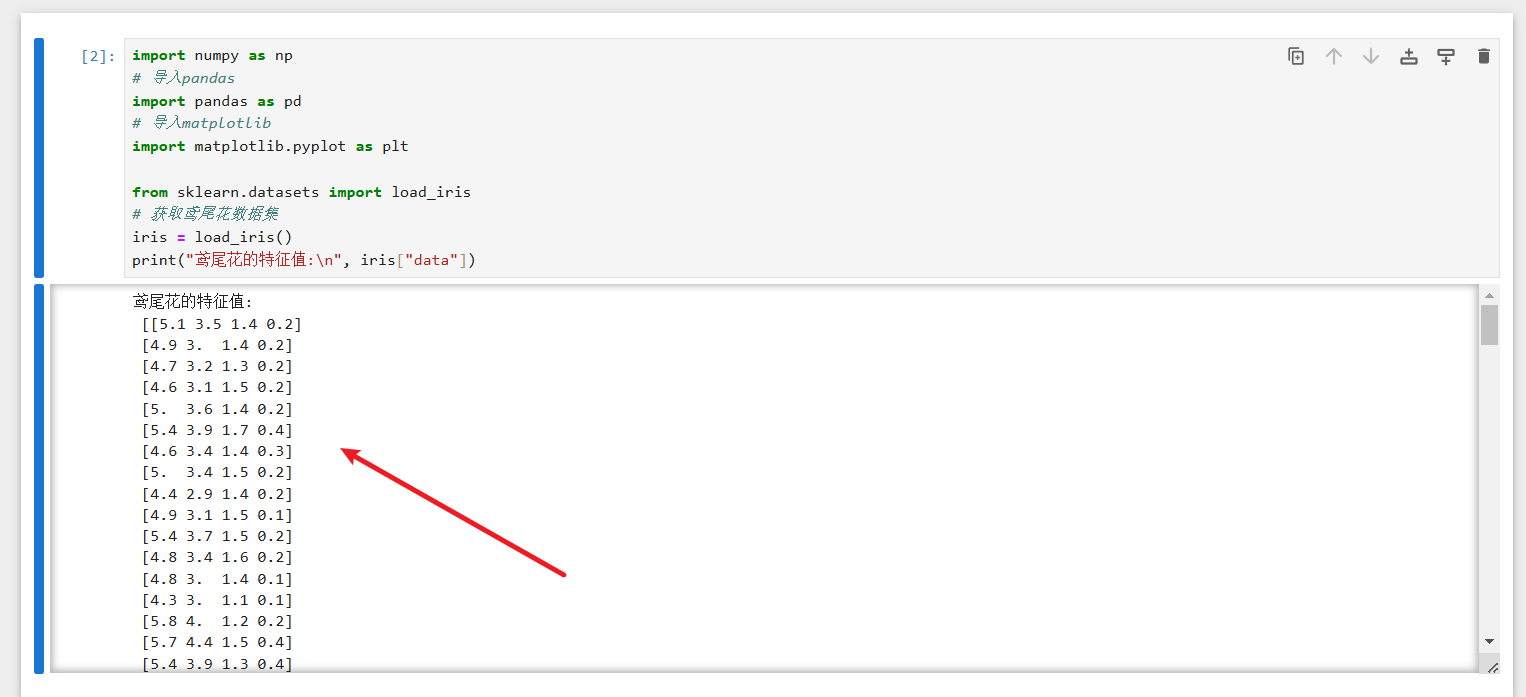 [2]:
import numpy as np
# 导入pandas
import pandas as pd
# 导入matplotlib
import matplotlib.pyplot as plt
from sklearn.datasets import load_iris
# 获取鸢尾花数据集
iris = load_iris()
print("鸢尾花的特征值:\n", iris["data"])
鸢尾花的特征值:
[[5.1 3.5 1.4 0.2]
[4.9 3.  1.4 0.2]
[4.7 3.2 1.3 0.2]
[4.6 3.1 1.5 0.2]
[5.  3.6 1.4 0.2]
[5.4 3.9 1.7 0.4]
[4.6 3.4 1.4 0.3]
[5.  3.4 1.5 0.2]
[4.4 2.9 1.4 0.2]
[4.9 3.1 1.5 0.1]
[5.4 3.7 1.5 0.2]
[4.8 3.4 1.6 0.2]
[4.8 3.  1.4 0.1]
[4.3 3.  1.1 0.1]
[5.8 4.  1.2 0.2]
[5.7 4.4 1.5 0.4]
[5.4 3.9 1.3 0.4]